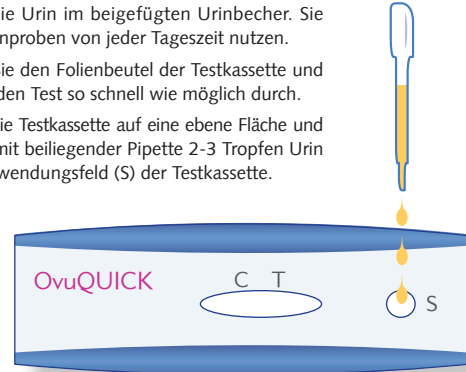 ie Urin im beigefügten Urinbecher. Sie
nproben von jeder Tageszeit nutzen.
ie den Folienbeutel der Testkassette und
den Test so schnell wie möglich durch.
ie Testkassette auf eine ebene Fläche und
mit beiliegender Pipette 2-3 Tropfen Urin
wendungsfeld (S) der Testkassette.
OvuQUICK C T
S